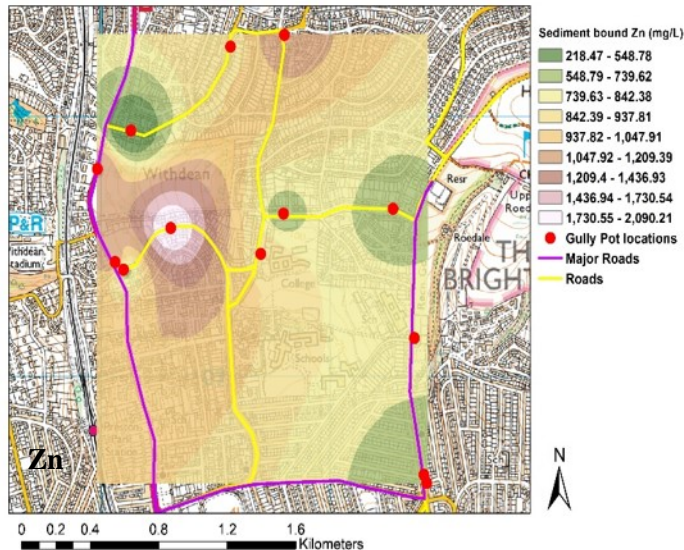 Sediment bound Zn (mg/L)
218.47 - 548.78
548.79 - 739.62
739.63 - 842.38
842.39 - 937.81
937.82 - 1,047.91
1,047.92 - 1,209.39
1,209.4 - 1,436.93
1,436.94 - 1,730.54
1,730.55 - 2,090.21
Gully Pot locations
Major Roads
Roads
Withdean
P&R
Resr
Roedale
TH
BRIGHT
College
Schools
Zn
N
0 0.2 0.4 0.8 1.2 1.6
Kilometers